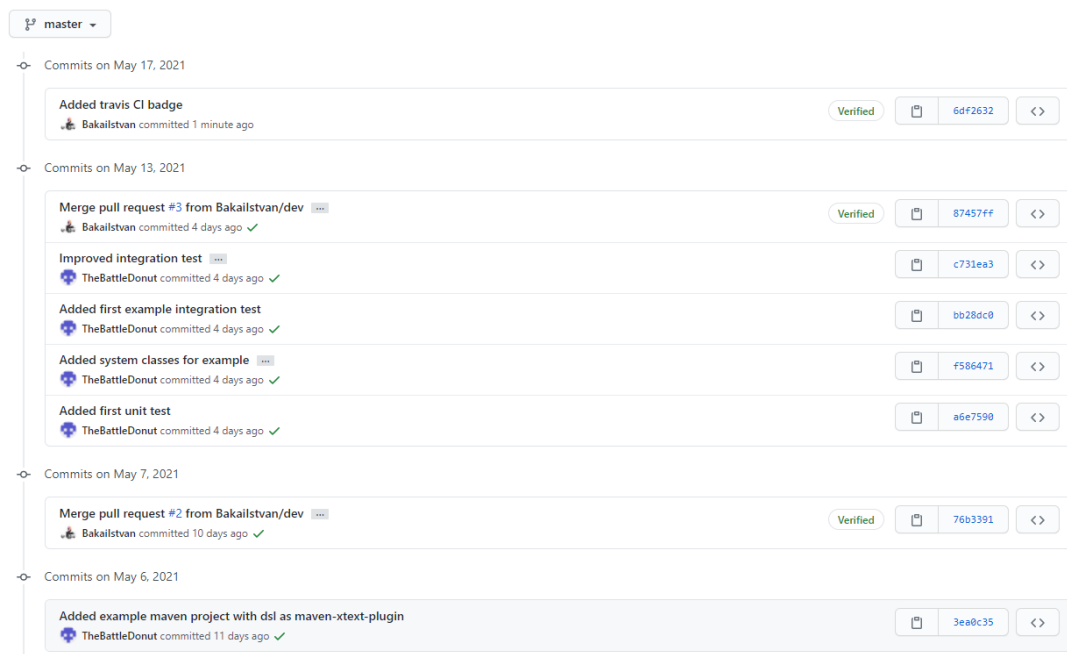 master
Commits on May 17, 2021
Added travis CI badge
Verified
6df2632
BakaiIstvan committed 1 minute ago
Commits on May 13, 2021
Merge pull request #3 from BakaiIstvan/dev ...
Verified
87457ff
BakaiIstvan committed 4 days ago
Improved integration test ...
c731ea3
TheBattleDonut committed 4 days ago
Added first example integration test
bb28dc0
TheBattleDonut committed 4 days ago
Added system classes for example ...
f586471
TheBattleDonut committed 4 days ago
Added first unit test
a6e7590
TheBattleDonut committed 4 days ago
Commits on May 7, 2021
Merge pull request #2 from BakaiIstvan/dev ...
Verified
76b3391
BakaiIstvan committed 10 days ago
Commits on May 6, 2021
Added example maven project with dsl as maven-xtext-plugin
3ea0c35
TheBattleDonut committed 11 days ago